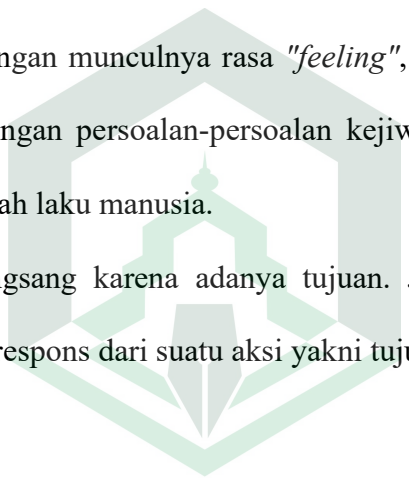 ngan munculnya rasa "feeling",
ngan persoalan-persoalan kejiw
ah laku manusia.
ngsang karena adanya tujuan.
respons dari suatu aksi yakni tuju